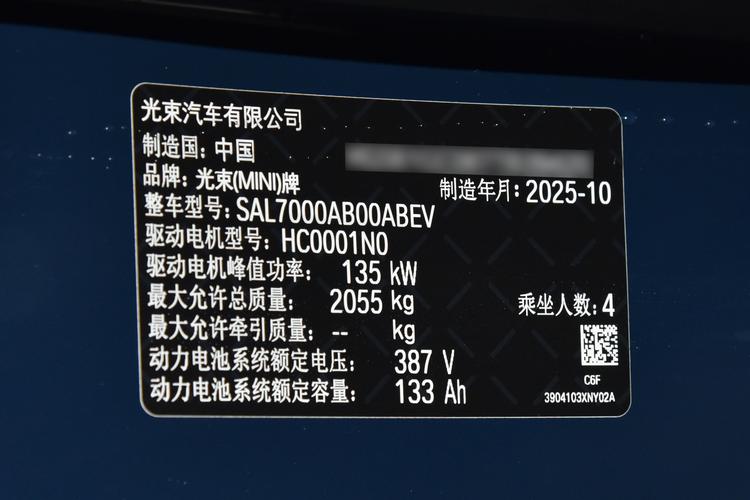 光束汽车有限公司
制造国：中国
品牌：光束(MINI)牌
制造年月：2025-10
整车型号：SAL7000AB00ABEV
驱动电机型号：HC0001N0
驱动电机峰值功率： 135 kW
最大允许总质量： 2055 kg
乘坐人数：4
最大允许牵引质量：-- kg
动力电池系统额定电压： 387 V
动力电池系统额定容量： 133 Ah
C6F
3904103XNY02A